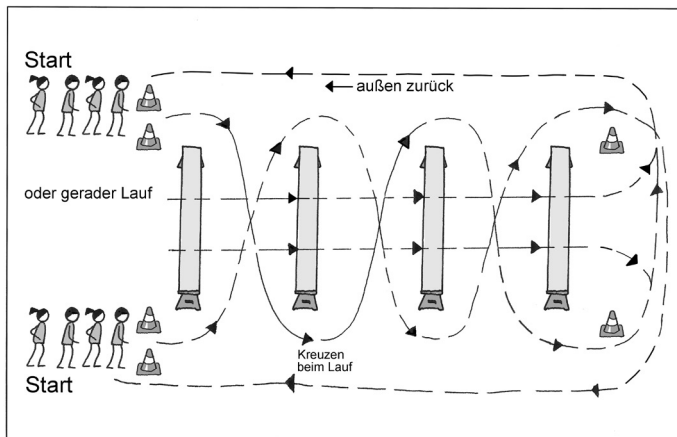 Start
außen zurück
oder gerader Lauf
Kreuzen
beim Lauf
Start